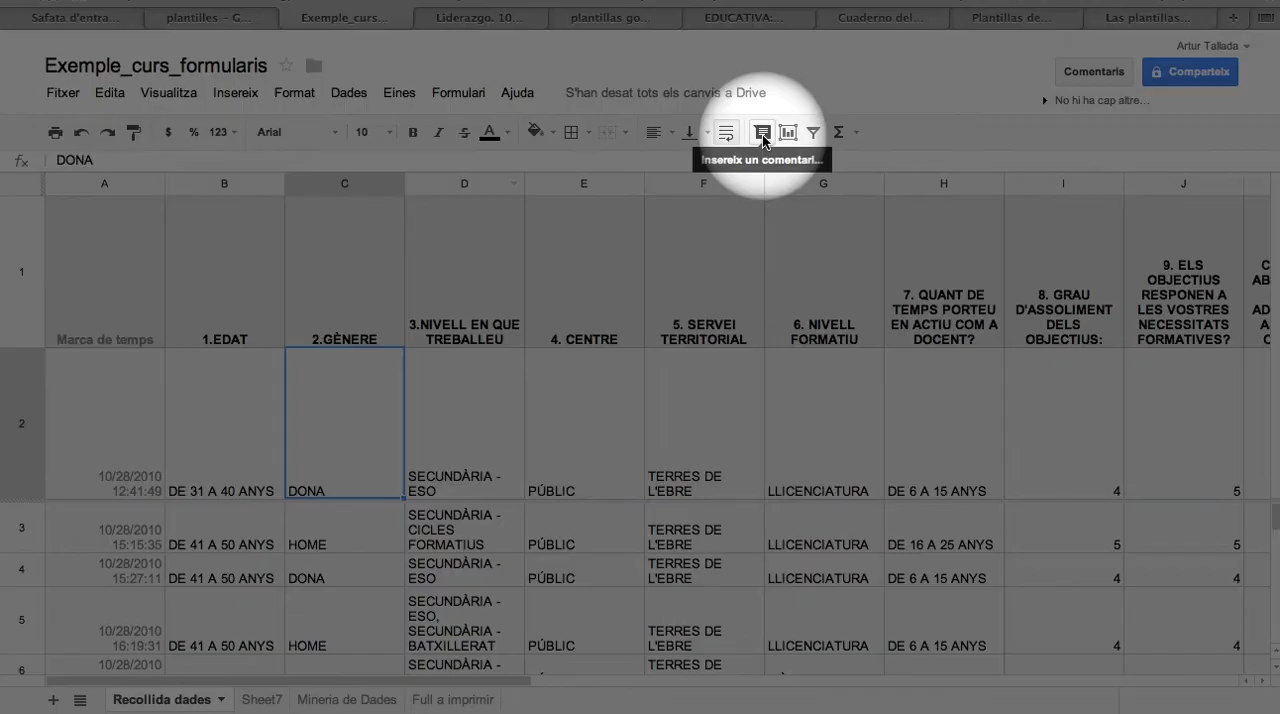 Safata d'entra... plantilles – G... Exemple_curs... Liderazgo. 10... plantillas go... EDUCATIVA:... Cuaderno del... Plantillas de... Las plantillas...
Artur Tallada
Exemple_curs_formularis
Comentaris Comparteix
Fitxer Edita Visualitza Insereix Format Dades Eines Formulari Ajuda S'han desat tots els canvis a Drive
No hi ha cap altre...
$ % 123 Arial 10 B I S A Σ
Insereix un comentari...
fx DONA
A B C D E F G H I J
1
Marca de temps
1.EDAT
2.GÈNERE
3.NIVELL EN QUE
TREBALLEU
4. CENTRE
5. SERVEI
TERRITORIAL
6. NIVELL
FORMATIU
7. QUANT DE
TEMPS PORTEU
EN ACTIU COM A
DOCENT?
8. GRAU
D'ASSOLIMENT
DELS
OBJECTIUS:
9. ELS
OBJECTIUS
RESPONEN A
LES VOSTRES
NECESSITATS
FORMATIVES?
2
10/28/2010
12:41:49
DE 31 A 40 ANYS
DONA
SECUNDÀRIA -
ESO
PÚBLIC
TERRES DE
L'EBRE
LLICENCIATURA
DE 6 A 15 ANYS
4
5
3
10/28/2010
15:15:35
DE 41 A 50 ANYS
HOME
SECUNDÀRIA -
CICLES
FORMATIUS
PÚBLIC
TERRES DE
L'EBRE
LLICENCIATURA
DE 16 A 25 ANYS
5
5
4
10/28/2010
15:27:11
DE 41 A 50 ANYS
DONA
SECUNDÀRIA -
ESO
PÚBLIC
TERRES DE
L'EBRE
LLICENCIATURA
DE 6 A 15 ANYS
4
4
5
10/28/2010
16:19:31
DE 41 A 50 ANYS
HOME
SECUNDÀRIA -
ESO,
SECUNDÀRIA -
BATXILLERAT
PÚBLIC
TERRES DE
L'EBRE
LLICENCIATURA
DE 6 A 15 ANYS
4
4
6
10/28/2010
SECUNDÀRIA -
TERRES DE
Recollida dades Sheet7 Mineria de Dades Full a imprimir